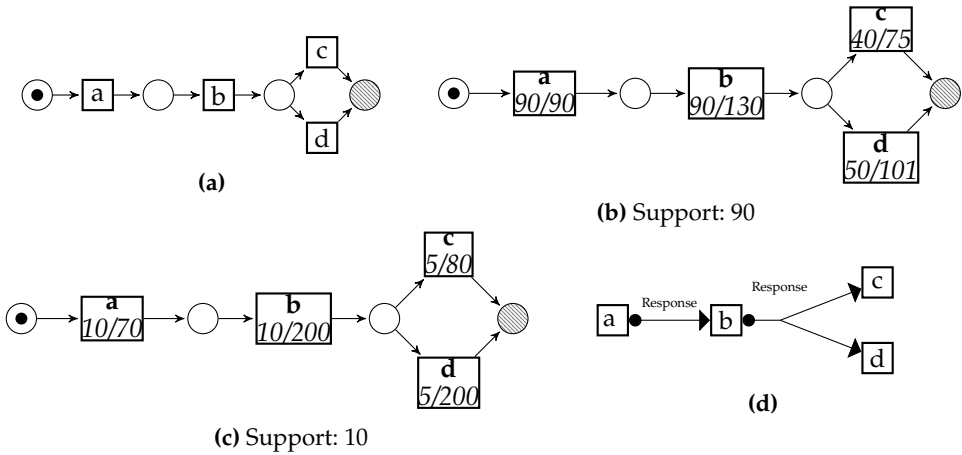 a
b
c
d
(a)
a
90/90
b
90/130
c
40/75
d
50/101
(b) Support: 90
a
10/70
b
10/200
c
5/80
d
5/200
(c) Support: 10
a
Response
b
Response
c
d
(d)